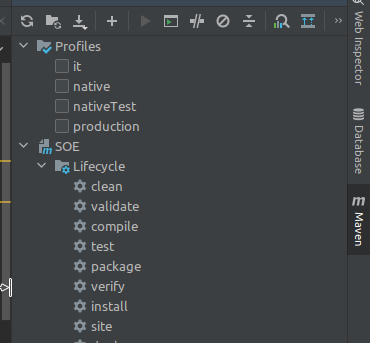 Profiles
it
native
nativeTest
production
SOE
Lifecycle
clean
validate
compile
test
package
verify
install
site
Web Inspector
Database
m
Maven